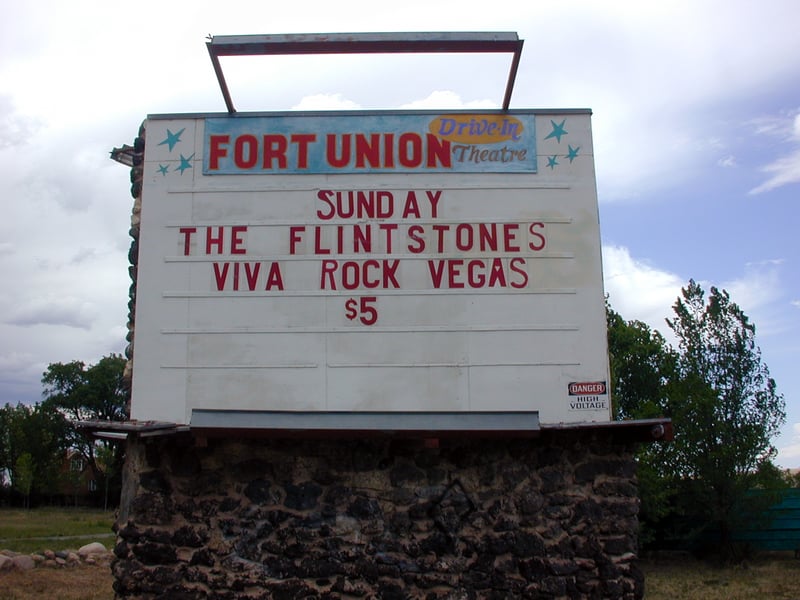 FORT UNION Drive-In
Theatre
SUNDAY
THE FLINTSTONES
VIVA ROCK VEGAS
$5
DANGER
HIGH
VOLTAGE